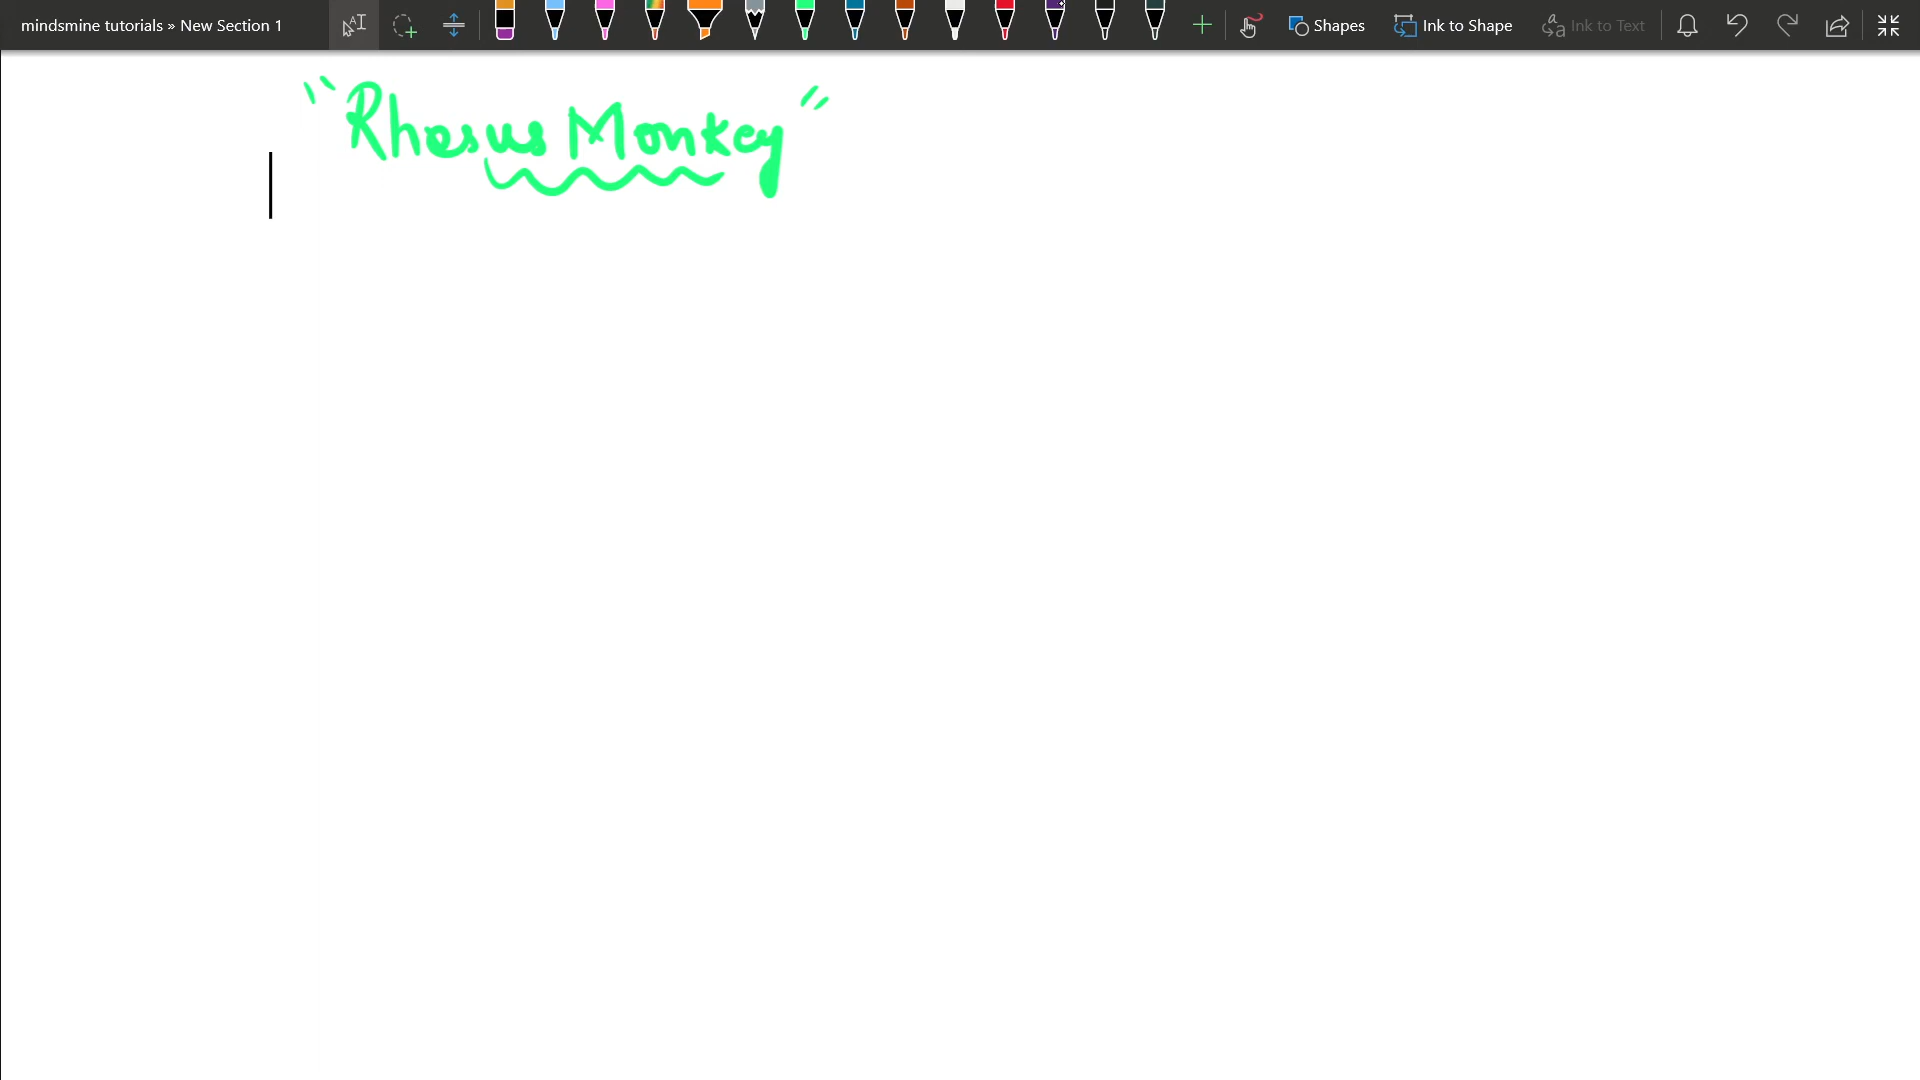 mindsmine tutorials » New Section 1
Shapes
Ink to Shape
Ink to Text
"Rhesus Monkey"